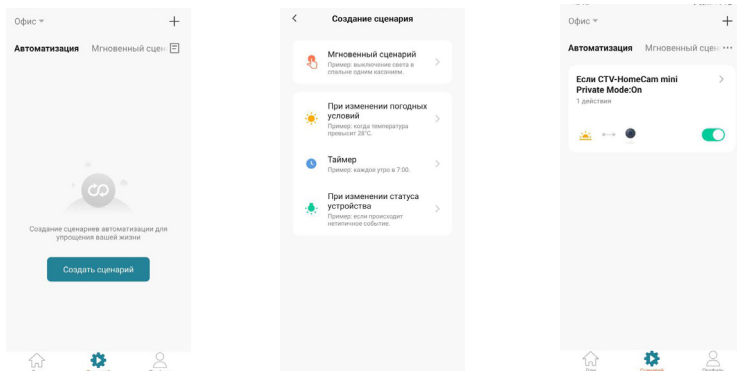 Офис
Автоматизация Мгновенный сцен
Создание сценариев автоматизации для
упрощения вашей жизни
Создать сценарий
Создание сценария
Мгновенный сценарий
Пример: выключение света в
спальне одним касанием.
При изменении погодных
условий
Пример: когда температура
превысит 28°C.
Таймер
Пример: каждое утро в 7:00.
При изменении статуса
устройства
Пример: если происходит
нетипичное событие.
Офис
Автоматизация Мгновенный сцен
Если CTV-HomeCam mini
Private Mode:On
1 действия